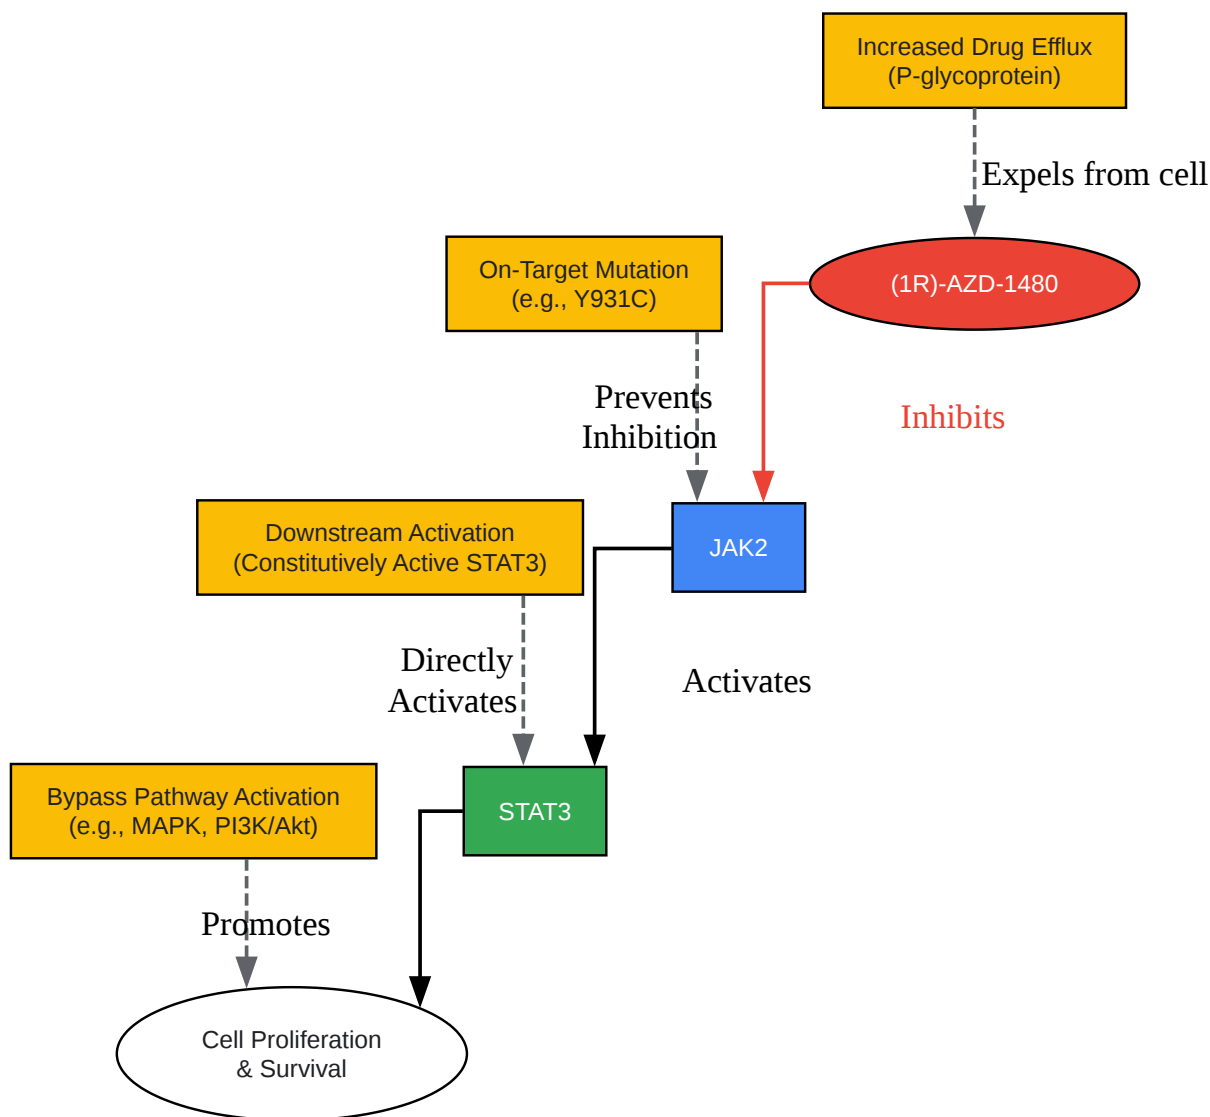 Increased Drug Efflux
(P-glycoprotein)
Expels from cell
(1R)-AZD-1480
On-Target Mutation
(e.g., Y931C)
Prevents
Inhibition
Inhibits
JAK2
Downstream Activation
(Constitutively Active STAT3)
Directly
Activates
Activates
STAT3
Bypass Pathway Activation
(e.g., MAPK, PI3K/Akt)
Promotes
Cell Proliferation
& Survival